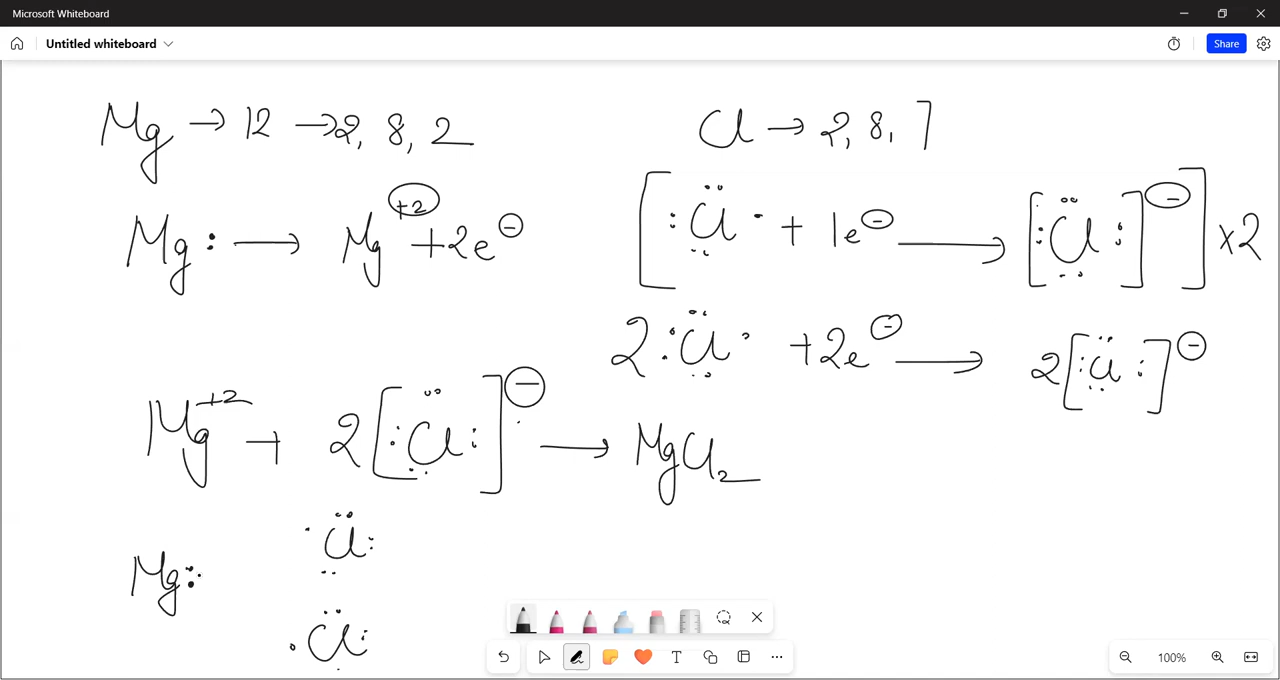 Microsoft Whiteboard
Untitled whiteboard
Share
Mg → 12 → 2, 8, 2
Cl → 2, 8, 7
Mg: → Mg +2 + 2e ⊖
[:Cl· + 1e ⊖ → [:Cl:] ⊖] ×2
2:Cl· + 2e ⊖ → 2[:Cl:] ⊖
Mg +2 + 2[:Cl:] ⊖ → MgCl2
·Cl:
Mg:
·Cl:
T
100%